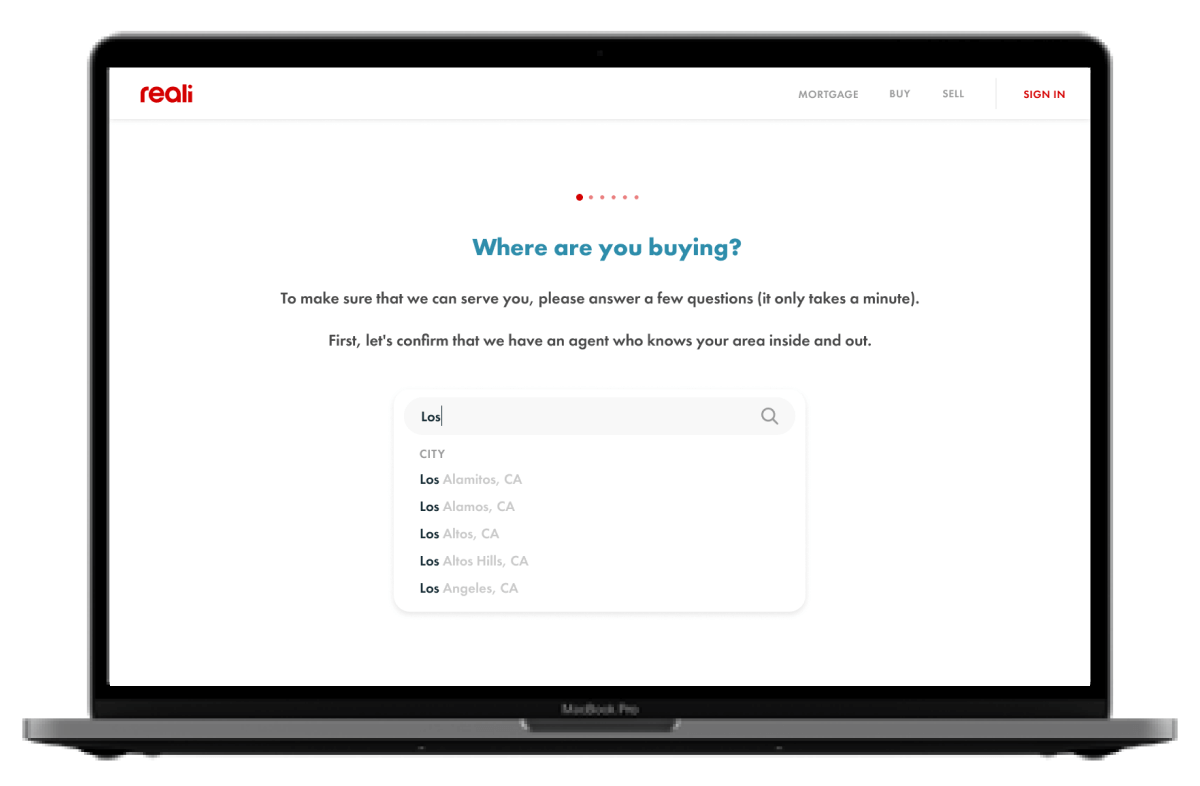 reali
MORTGAGE BUY SELL SIGN IN
Where are you buying?
To make sure that we can serve you, please answer a few questions (it only takes a minute).
First, let's confirm that we have an agent who knows your area inside and out.
Los
CITY
Los Alamitos, CA
Los Alamos, CA
Los Altos, CA
Los Altos Hills, CA
Los Angeles, CA
MacBook Pro